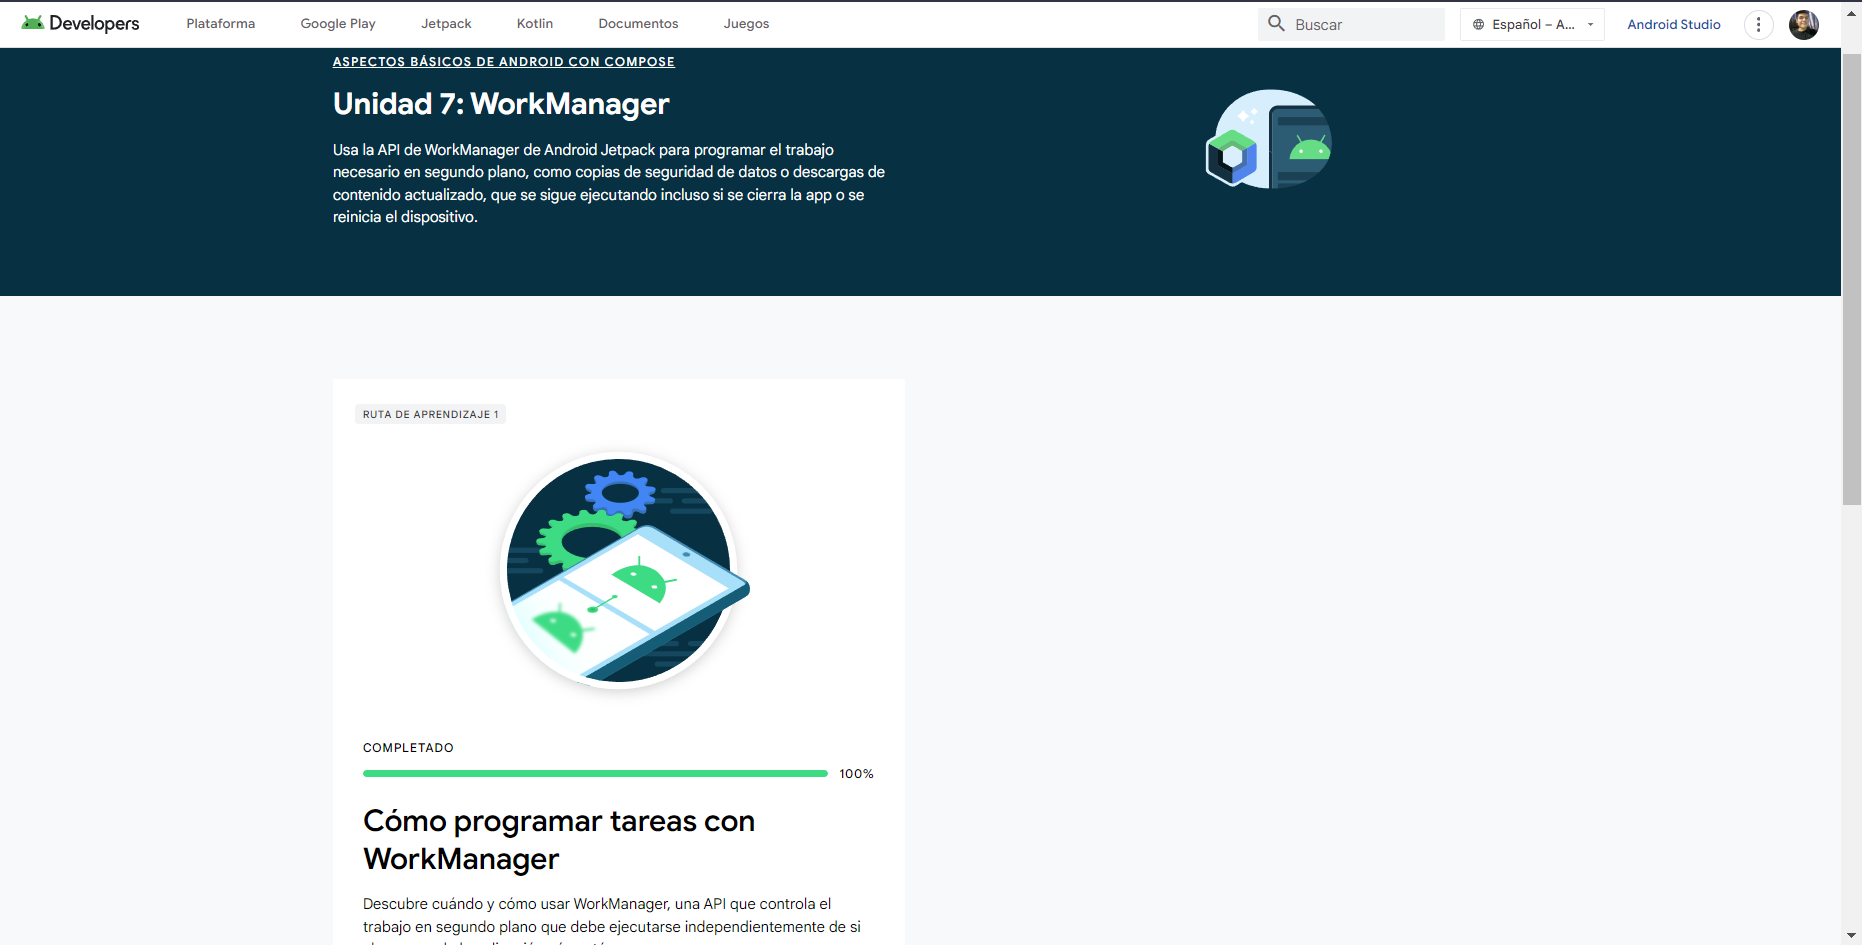 Developers
Plataforma
Google Play
Jetpack
Kotlin
Documentos
Juegos
Buscar
Español – A...
Android Studio
ASPECTOS BÁSICOS DE ANDROID CON COMPOSE
Unidad 7: WorkManager
Usa la API de WorkManager de Android Jetpack para programar el trabajo
necesario en segundo plano, como copias de seguridad de datos o descargas de
contenido actualizado, que se sigue ejecutando incluso si se cierra la app o se
reinicia el dispositivo.
RUTA DE APRENDIZAJE 1
COMPLETADO
100%
Cómo programar tareas con
WorkManager
Descubre cuándo y cómo usar WorkManager, una API que controla el
trabajo en segundo plano que debe ejecutarse independientemente de si